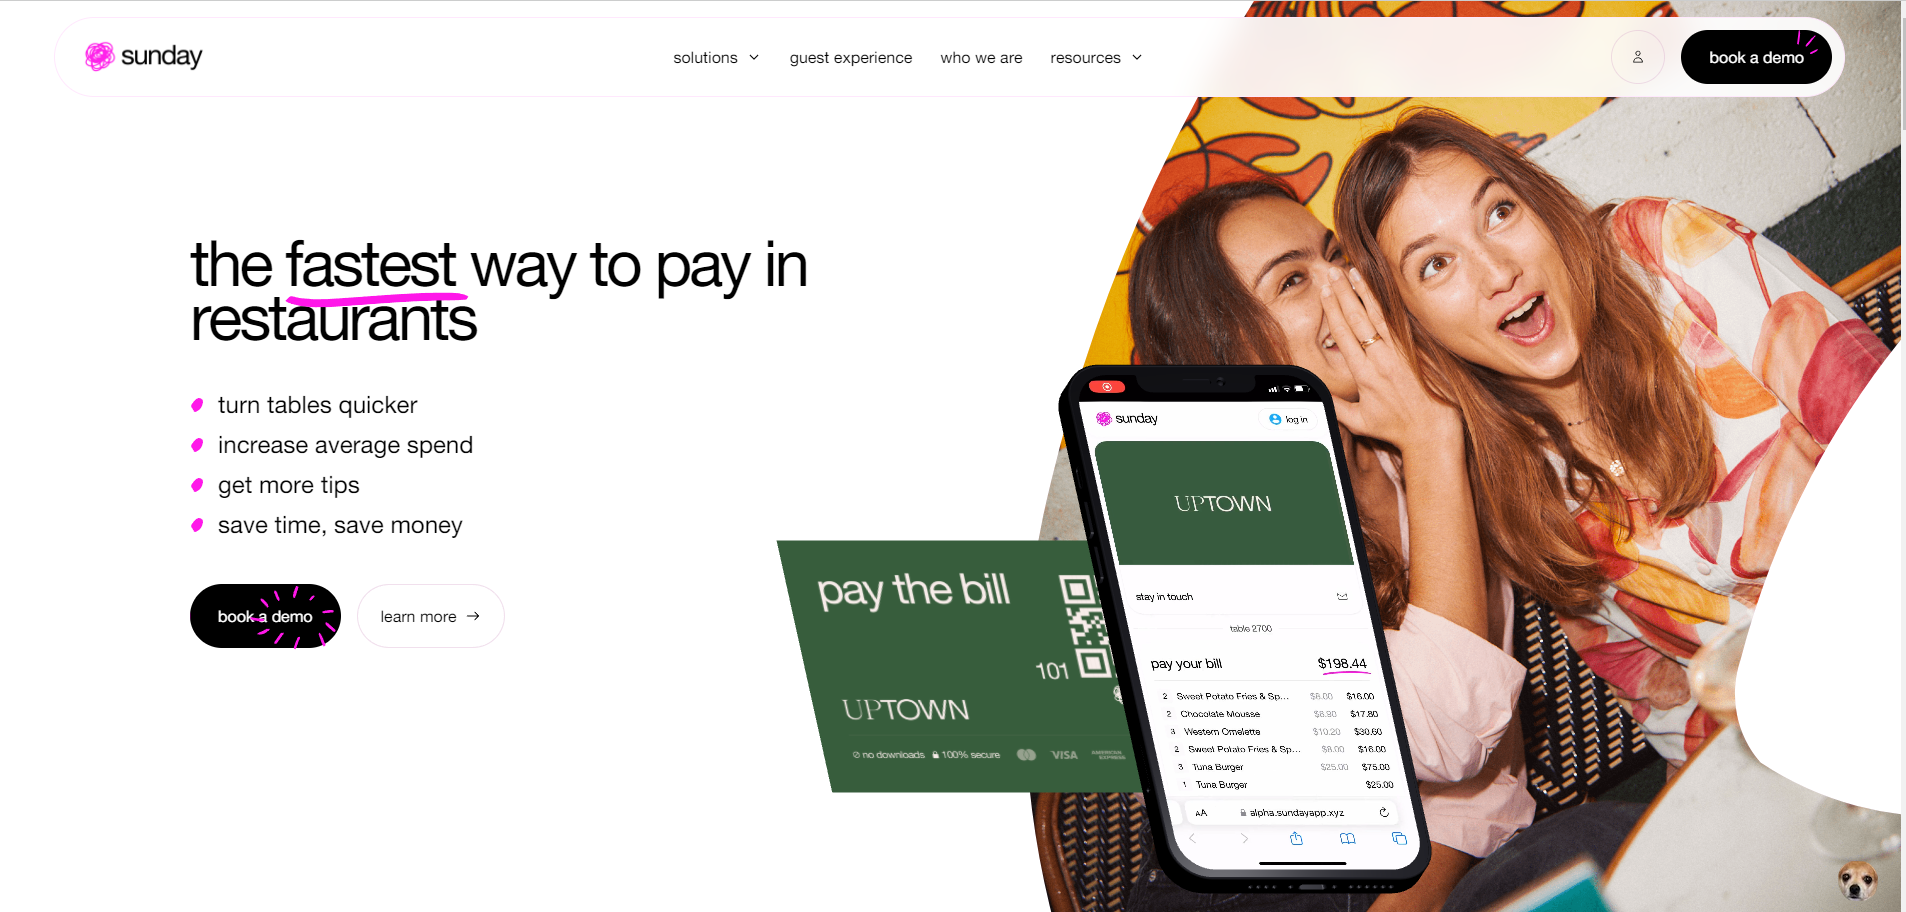 sunday
solutions
guest experience
who we are
resources
book a demo
the fastest way to pay in
restaurants
turn tables quicker
increase average spend
get more tips
save time, save money
book a demo
learn more
pay the bill
101
UPTOWN
no downloads
100% secure
VISA
AMERICAN
EXPRESS
sunday
log in
UPTOWN
stay in touch
table 2700
pay your bill $198.44
2 Sweet Potato Fries & Sp... $8.00 $16.00
2 Chocolate Mousse $8.90 $17.80
3 Western Omelette $10.20 $30.60
2 Sweet Potato Fries & Sp... $8.00 $16.00
3 Tuna Burger $25.00 $75.00
1 Tuna Burger $25.00
AA alpha.sundayapp.xyz